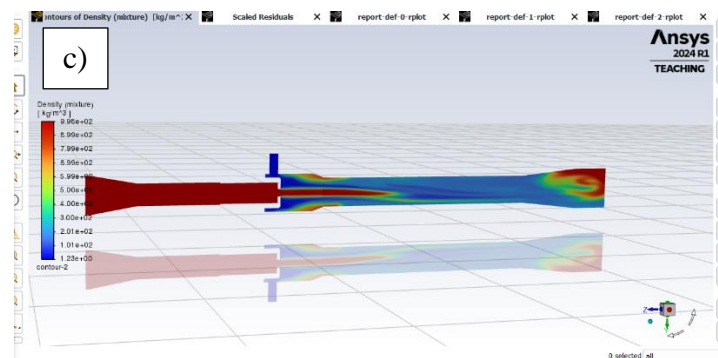 ontours of Density (mixture) [kg/m^ X Scaled Residuals X report-def-0-rplot X report-def-1-rplot X report-def-2-rplot X
c)
Ansys
2024 R1
TEACHING
Density (mixture)
[ kg/m^3 ]
9.98e+02
8.99e+02
7.99e+02
6.99e+02
5.99e+02
5.00e+02
4.00e+02
3.00e+02
2.01e+02
1.01e+02
1.23e+00
contour-2
Z
Y
0 selected all